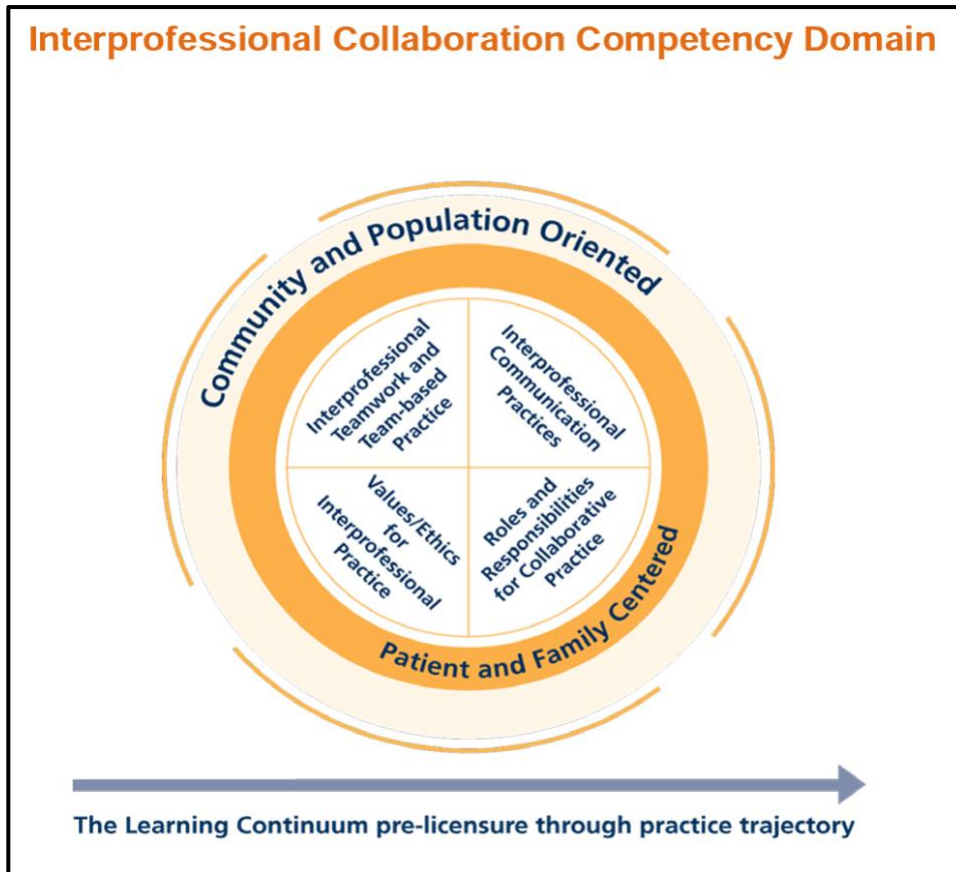 Interprofessional Collaboration Competency Domain
Community and Population Oriented
Interprofessional
Teamwork and
Team-based
Practice
Interprofessional
Communication
Practices
Values/Ethics
for
Interprofessional
Practice
Roles and
Responsibilities
for Collaborative
Practice
Patient and Family Centered
The Learning Continuum pre-licensure through practice trajectory